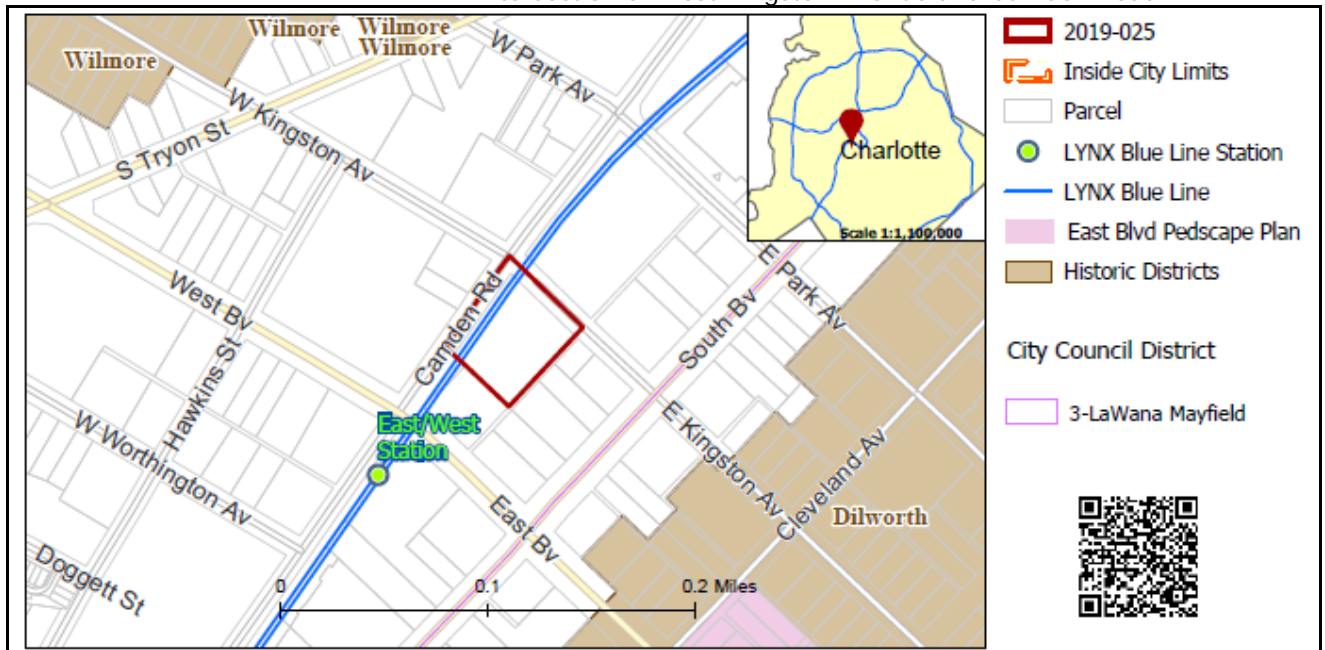 Wilmore
Wilmore
Wilmore
Wilmore
W Park Av
W Kingston Av
S Tryon St
Camden Rd
West Bv
Hawkins St
W Worthington Av
Doggett St
East/West
Station
East Bv
South Bv
E Park Av
E Kingston Av
Cleveland Av
Dilworth
0
0.1
0.2 Miles
Charlotte
Scale 1:1,100,000
2019-025
Inside City Limits
Parcel
LYNX Blue Line Station
LYNX Blue Line
East Blvd Pedscape Plan
Historic Districts
City Council District
3-LaWana Mayfield